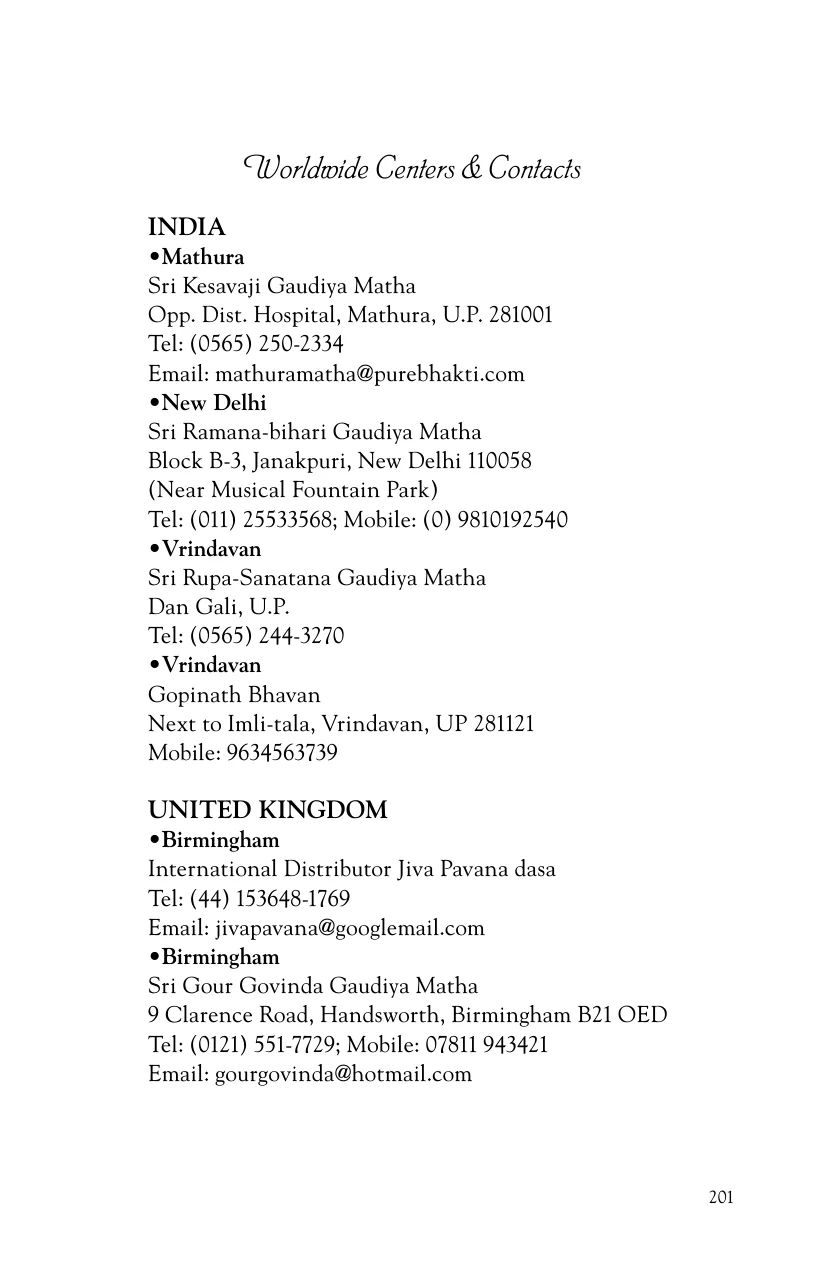 Worldwide Centers & Contacts
INDIA
•Mathura
Sri Kesavaji Gaudiya Matha
Opp. Dist. Hospital, Mathura, U.P. 281001
Tel: (0565) 250-2334
Email: mathuramatha@purebhakti.com
•New Delhi
Sri Ramana-bihari Gaudiya Matha
Block B-3, Janakpuri, New Delhi 110058
(Near Musical Fountain Park)
Tel: (011) 25533568; Mobile: (0) 9810192540
•Vrindavan
Sri Rupa-Sanatana Gaudiya Matha
Dan Gali, U.P.
Tel: (0565) 244-3270
•Vrindavan
Gopinath Bhavan
Next to Imli-tala, Vrindavan, UP 281121
Mobile: 9634563739
UNITED KINGDOM
•Birmingham
International Distributor Jiva Pavana dasa
Tel: (44) 153648-1769
Email: jivapavana@googlemail.com
•Birmingham
Sri Gour Govinda Gaudiya Matha
9 Clarence Road, Handsworth, Birmingham B21 OED
Tel: (0121) 551-7729; Mobile: 07811 943421
Email: gourgovinda@hotmail.com
201